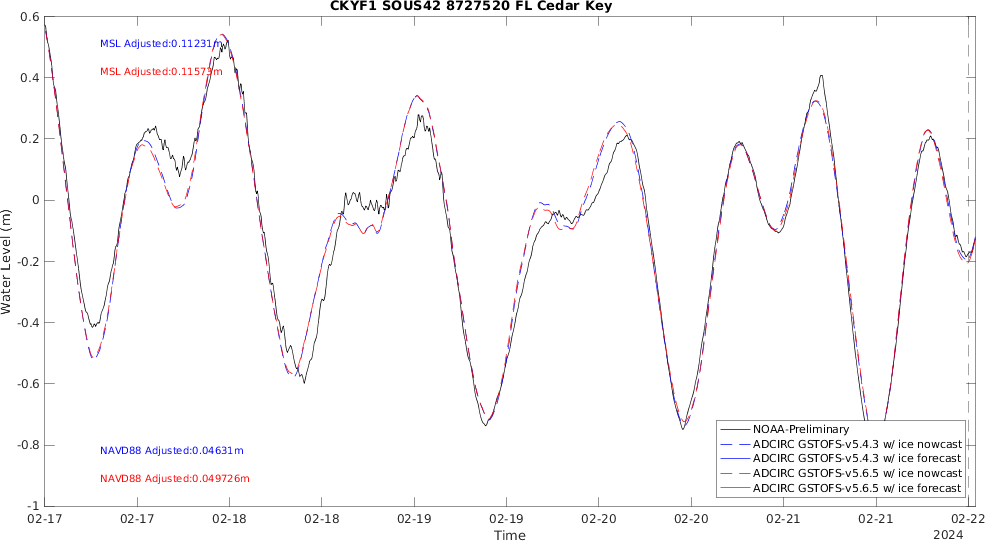 CKYF1 SOUS42 8727520 FL Cedar Key
0.6
MSL Adjusted:0.11231m
MSL Adjusted:0.11573m
0.4
0.2
0
-0.2
-0.4
-0.6
-0.8
-1
Water Level (m)
NAVD88 Adjusted:0.04631m
NAVD88 Adjusted:0.049726m
NOAA-Preliminary
ADCIRC GSTOFS-v5.4.3 w/ ice nowcast
ADCIRC GSTOFS-v5.4.3 w/ ice forecast
ADCIRC GSTOFS-v5.6.5 w/ ice nowcast
ADCIRC GSTOFS-v5.6.5 w/ ice forecast
02-17 02-17 02-18 02-18 02-19 02-19 02-20 02-20 02-21 02-21 02-22
Time
2024